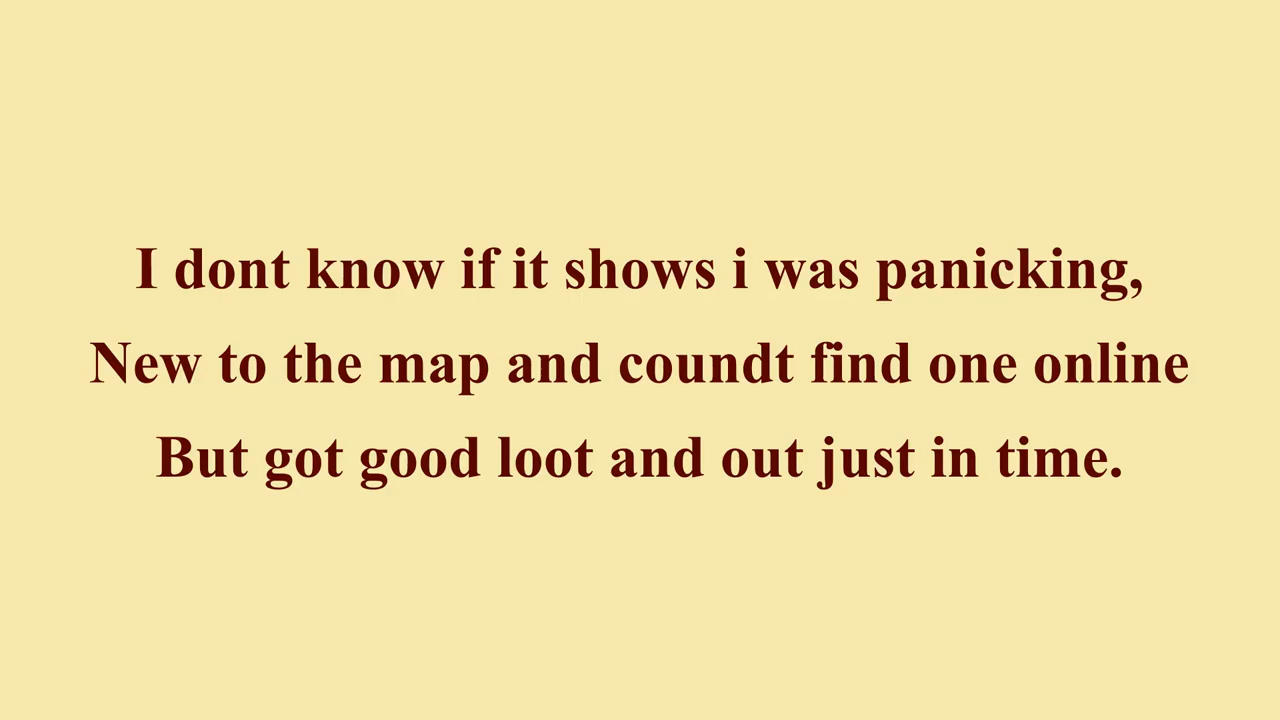 I dont know if it shows i was panicking,
New to the map and coundt find one online
But got good loot and out just in time.